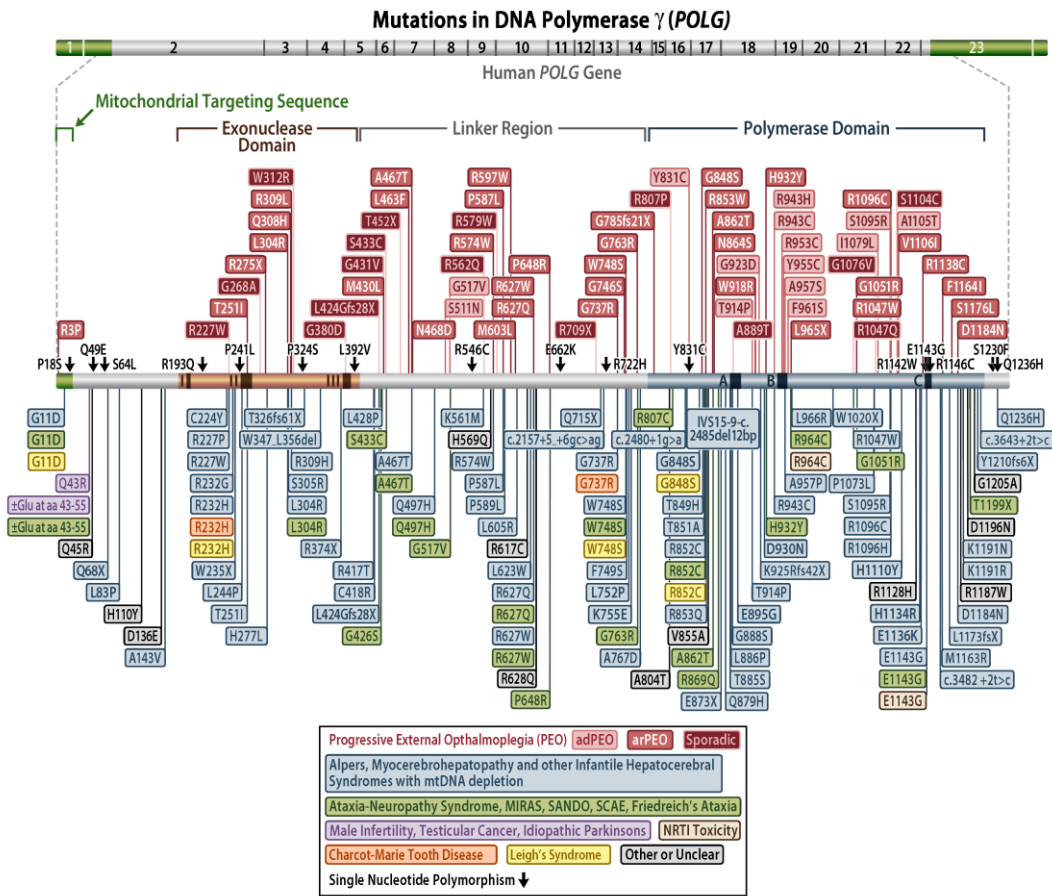 Mutations in DNA Polymerase γ (POLG)
1 2 3 4 5 6 7 8 9 10 11 12 13 14 15 16 17 18 19 20 21 22 23
Human POLG Gene
Mitochondrial Targeting Sequence
Exonuclease Domain
Linker Region
Polymerase Domain
W312R A467T R597W Y831C G848S H932Y
R309L L463F P587L R807P R853W R943H R1096C S1104C
Q308H T452X R579W G785fs21X A862T R943C S1095R A1105T
L304R S433C R574W G763R N864S R953C I1079L V1106I
R275X G431V R562Q P648R W748S G923D Y955C G1076V R1138C
G268A M430L G517V R627W G746S W918R A957S G1051R F1164I
T251I L424Gfs28X S511N R627Q G737R T914P F961S R1047W S1176L
R3P R227W G380D N468D M603L R709X A889T L965X R1047Q D1184N
P18S Q49E S64L R193Q P241L P324S L392V R546C E662K R722H Y831C R1142W E1143G R1146C S1230F Q1236H
A B C
G11D C224Y T326fs61X L428P K561M Q715X R807C IVS15-9-c.2485del12bp L966R W1020X Q1236H
G11D R227P W347_L356del S433C H569Q c.2157+5_+6gc>ag c.2480+1g>a R964C R1047W c.3643+2t>c
G11D R227W R309H A467T R574W G737R G848S R964C G1051R Y1210fs6X
Q43R R232G S305R A467T P587L G737R G848S A957P P1073L G1205A
±Glu at aa 43-55 R232H L304R Q497H P589L W748S T849H R943C S1095R T1199X
±Glu at aa 43-55 R232H L304R Q497H L605R W748S T851A H932Y R1096C D1196N
Q45R R232H R374X G517V R617C W748S R852C D930N R1096H K1191N
Q68X W235X R417T L623W F749S R852C K925Rfs42X H1110Y K1191R
L83P L244P C418R R627Q L752P R852C T914P R1128H R1187W
H110Y T251I L424Gfs28X R627Q K755E R853Q E895G H1134R D1184N
D136E H277L G426S R627W G763R V855A G888S E1136K L1173fsX
A143V R627W A767D A862T L886P E1143G M1163R
R628Q A804T R869Q T885S E1143G c.3482 +2t>c
P648R E873X Q879H E1143G
Progressive External Opthalmoplegia (PEO) adPEO arPEO Sporadic
Alpers, Myocerebrohepatopathy and other Infantile Hepatocerebral
Syndromes with mtDNA depletion
Ataxia-Neuropathy Syndrome, MIRAS, SANDO, SCAE, Friedreich's Ataxia
Male Infertility, Testicular Cancer, Idiopathic Parkinsons NRTI Toxicity
Charcot-Marie Tooth Disease Leigh's Syndrome Other or Unclear
Single Nucleotide Polymorphism